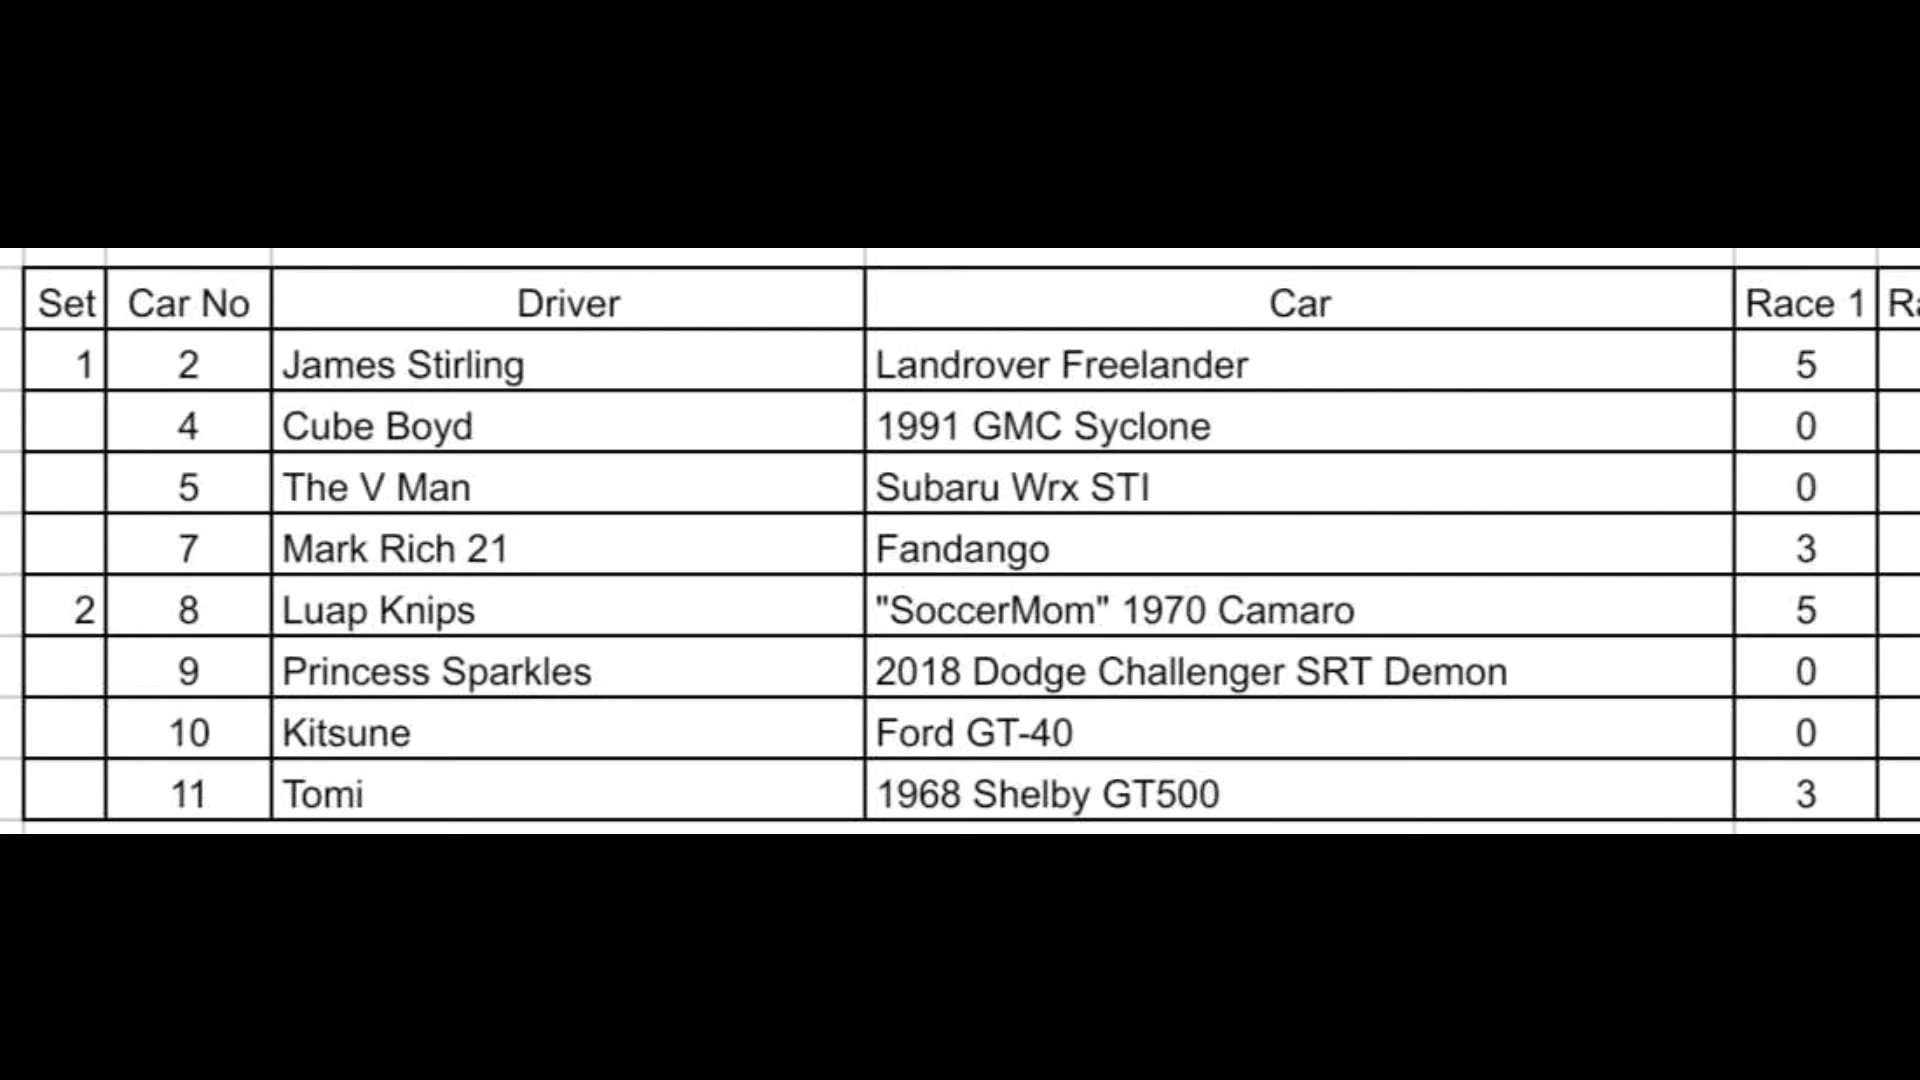 Set Car No Driver Car Race 1 Ra
1 2 James Stirling Landrover Freelander 5
4 Cube Boyd 1991 GMC Syclone 0
5 The V Man Subaru Wrx STI 0
7 Mark Rich 21 Fandango 3
2 8 Luap Knips "SoccerMom" 1970 Camaro 5
9 Princess Sparkles 2018 Dodge Challenger SRT Demon 0
10 Kitsune Ford GT-40 0
11 Tomi 1968 Shelby GT500 3